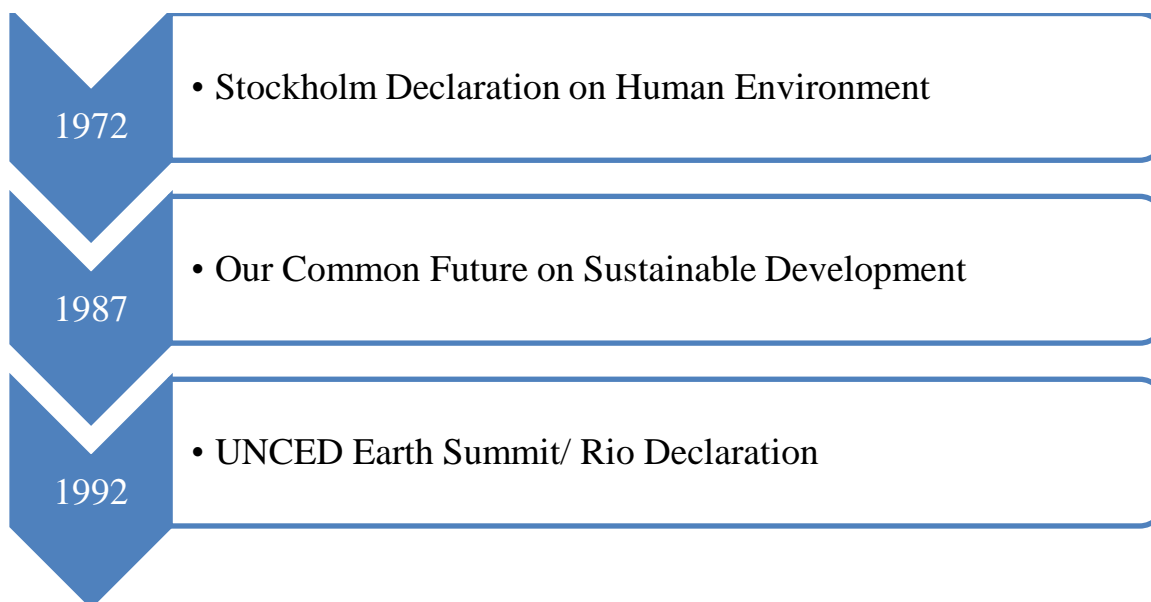 1972
• Stockholm Declaration on Human Environment
1987
• Our Common Future on Sustainable Development
1992
• UNCED Earth Summit/ Rio Declaration